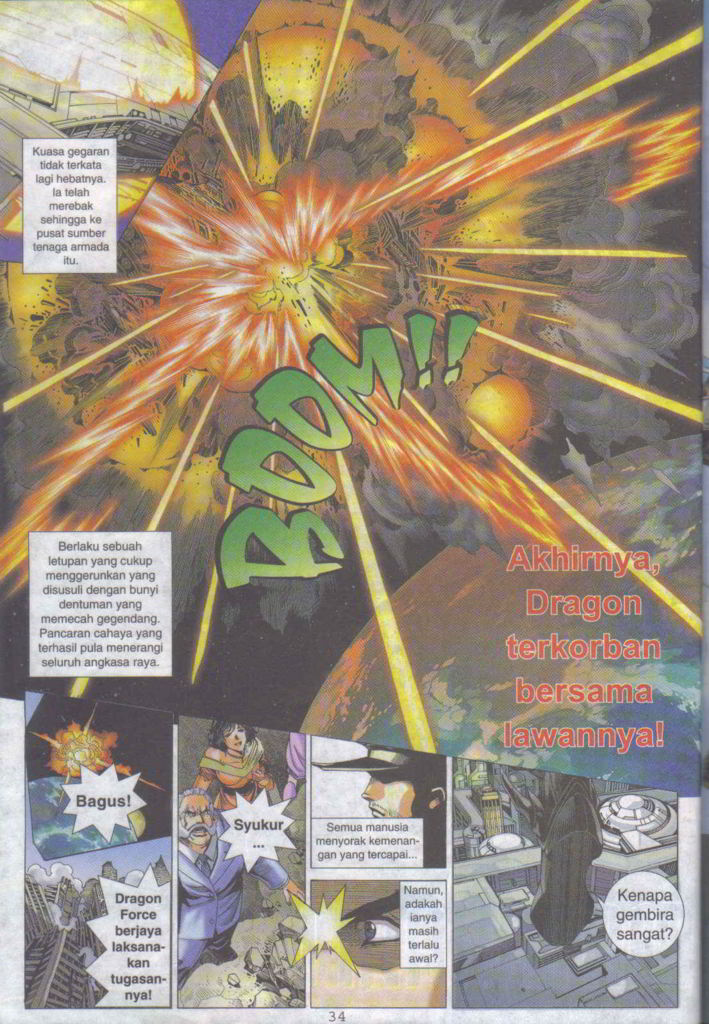 Kuasa gegaran
tidak terkata
lagi hebatnya.
Ia telah
merebak
sehingga ke
pusat sumber
tenaga armada
itu.
BOOM!!
Berlaku sebuah
letupan yang cukup
menggerunkan yang
disusuli dengan bunyi
dentuman yang
memecah gegendang.
Pancaran cahaya yang
terhasil pula menerangi
seluruh angkasa raya.
Akhirnya,
Dragon
terkorban
bersama
lawannya!
Bagus!
Dragon
Force
berjaya
laksana-
kan
tugasan-
nya!
Syukur
...
Semua manusia
menyorak kemenan-
gan yang tercapai...
Namun,
adakah
ianya
masih
terlalu
awal?
Kenapa
gembira
sangat?
34